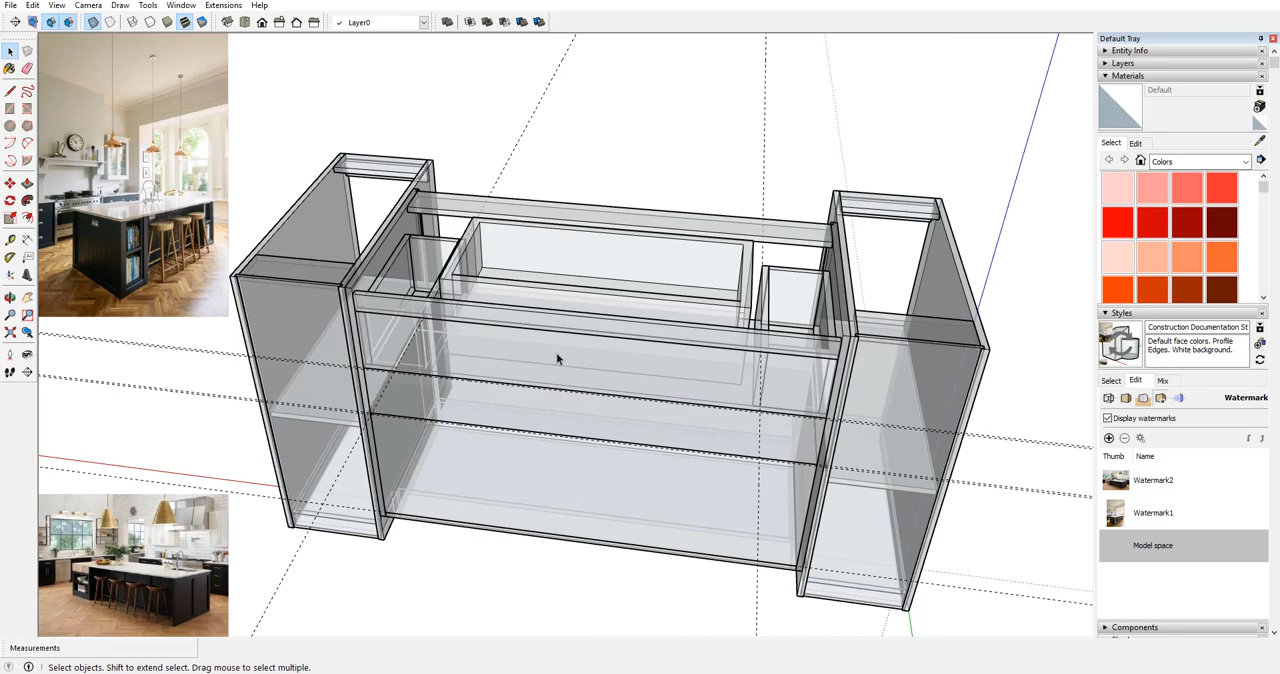 File Edit View Camera Draw Tools Window Extensions Help
Layer0
Default Tray
Entity Info
Layers
Materials
Default
Select Edit
Colors
Styles
Construction Documentation St
Default face colors. Profile
Edges. White background.
Select Edit Mix
Watermark
Display watermarks
Thumb Name
Watermark2
Watermark1
Model space
Components
Measurements
Select objects. Shift to extend select. Drag mouse to select multiple.